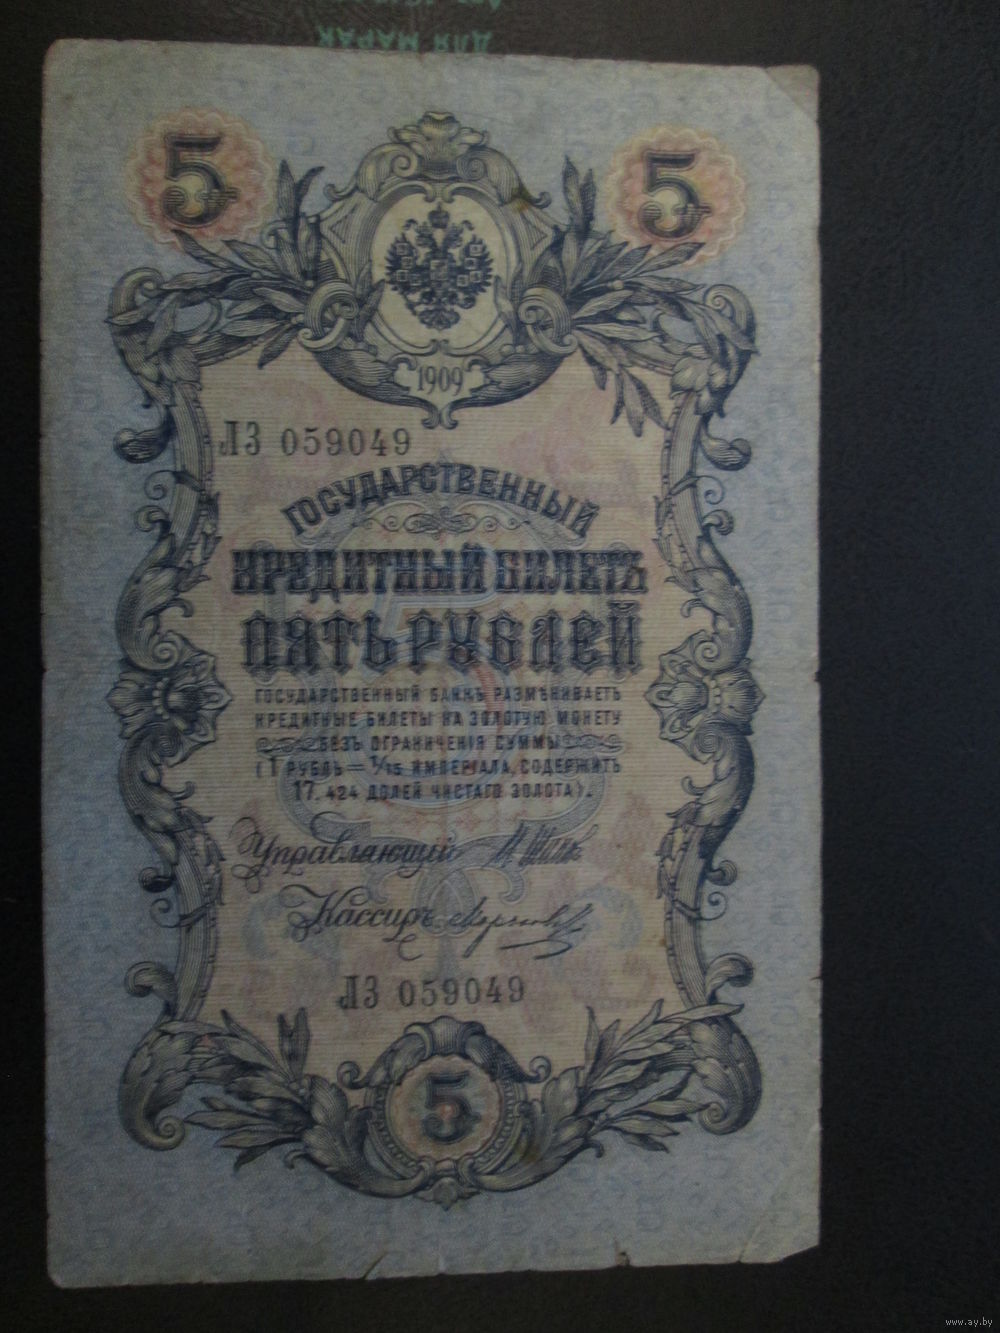 ДЛЯ МАРАК
5 5
1909
ЛЗ 059049
ГОСУДАРСТВЕННЫЙ
КРЕДИТНЫЙ БИЛЕТЪ
ПЯТЬ РУБЛЕЙ
ГОСУДАРСТВЕННЫЙ БАНКЪ РАЗМѢНИВАЕТЪ
КРЕДИТНЫЕ БИЛЕТЫ НА ЗОЛОТУЮ МОНЕТУ
БЕЗЪ ОГРАНИЧЕНІЯ СУММЫ
(1 РУБЛЬ = 1/15 ИМПЕРІАЛА, СОДЕРЖИТЪ
17,424 ДОЛЕЙ ЧИСТАГО ЗОЛОТА).
Управляющій
Кассиръ
ЛЗ 059049
5
www.ay.by